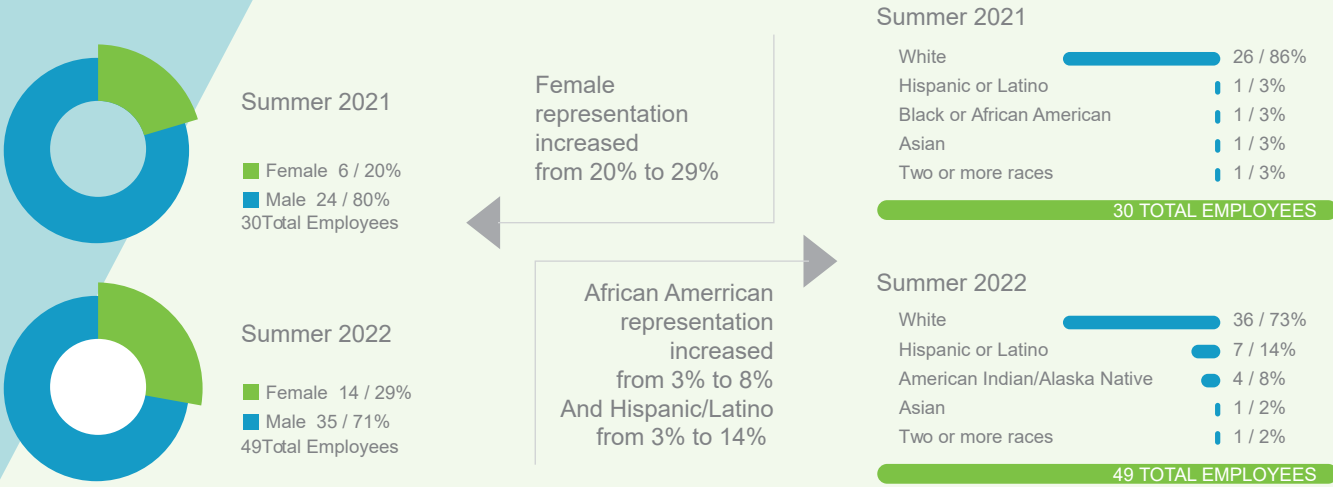 Summer 2021
Female 6 / 20%
Male 24 / 80%
30Total Employees
Summer 2022
Female 14 / 29%
Male 35 / 71%
49Total Employees
Female
representation
increased
from 20% to 29%
African Amerrican
representation
increased
from 3% to 8%
And Hispanic/Latino
from 3% to 14%
Summer 2021
White 26 / 86%
Hispanic or Latino 1 / 3%
Black or African American 1 / 3%
Asian 1 / 3%
Two or more races 1 / 3%
30 TOTAL EMPLOYEES
Summer 2022
White 36 / 73%
Hispanic or Latino 7 / 14%
American Indian/Alaska Native 4 / 8%
Asian 1 / 2%
Two or more races 1 / 2%
49 TOTAL EMPLOYEES